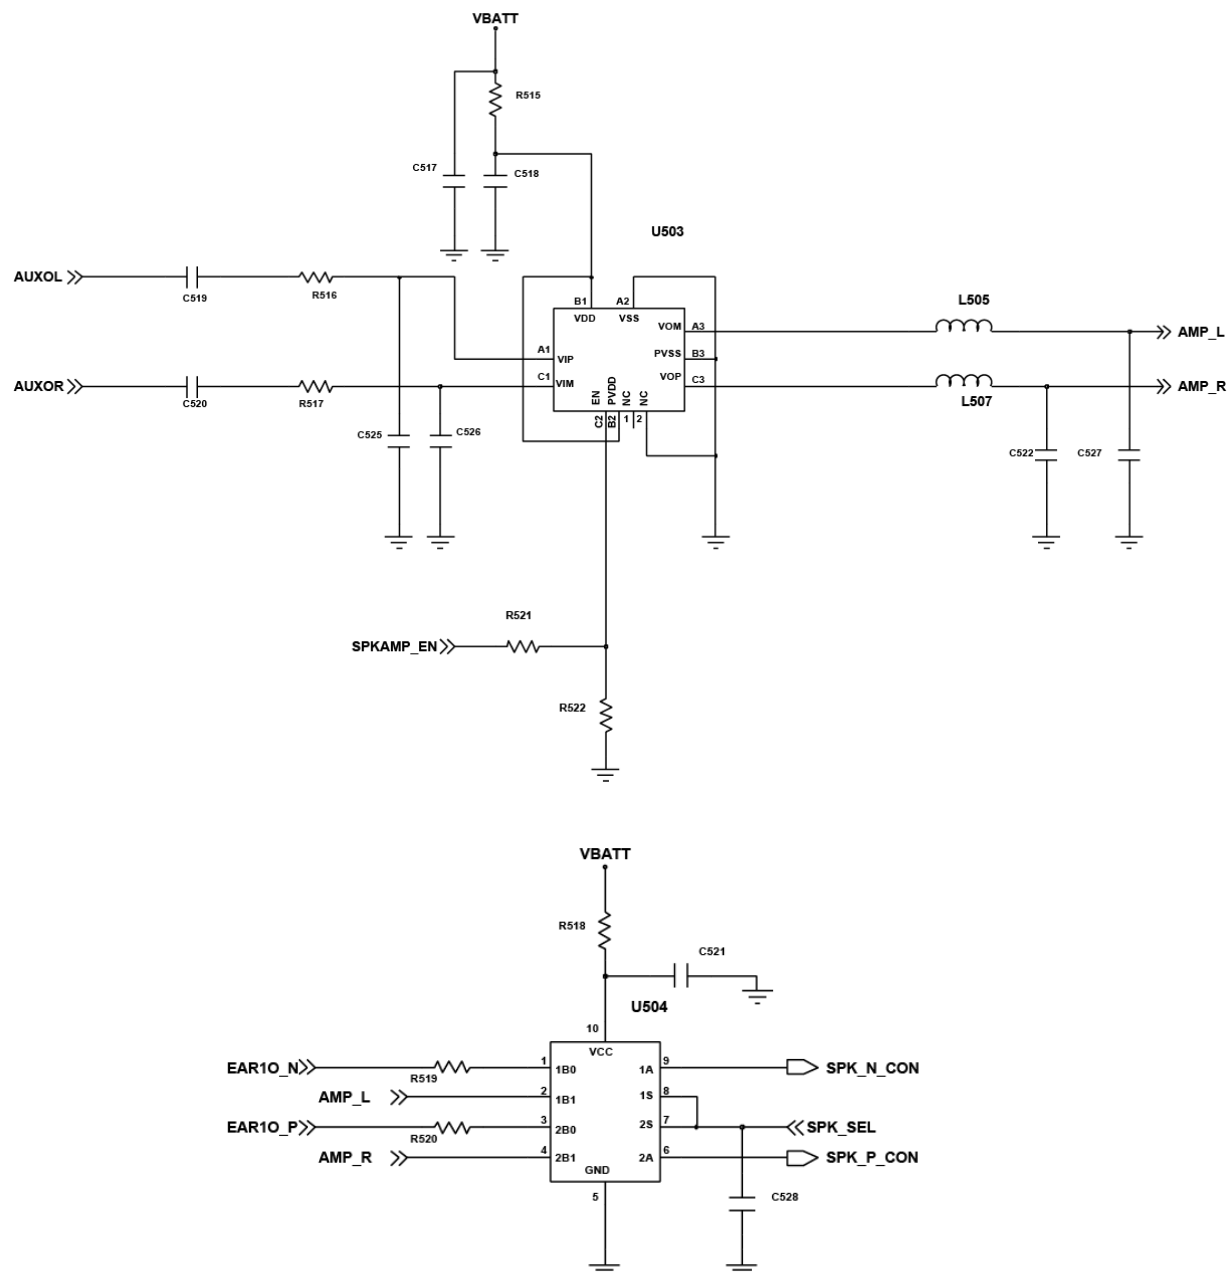 VBATT
R515
C517
C518
U503
AUXOL
C519
R516
B1
A2
L505
VDD
VSS
VOM
A3
AMP_L
A1
VIP
PVSS
B3
AUXOR
C1
VIM
VOP
C3
AMP_R
C520
R517
EN
PVDD
NC
NC
L507
C2
B2
1
2
C525
C526
C522
C527
R521
SPKAMP_EN
R522
VBATT
R518
C521
U504
10
VCC
EAR1O_N
R519
1
1B0
1A
9
SPK_N_CON
AMP_L
2
1B1
1S
8
EAR1O_P
R520
3
2B0
2S
7
SPK_SEL
AMP_R
4
2B1
2A
6
SPK_P_CON
GND
5
C528